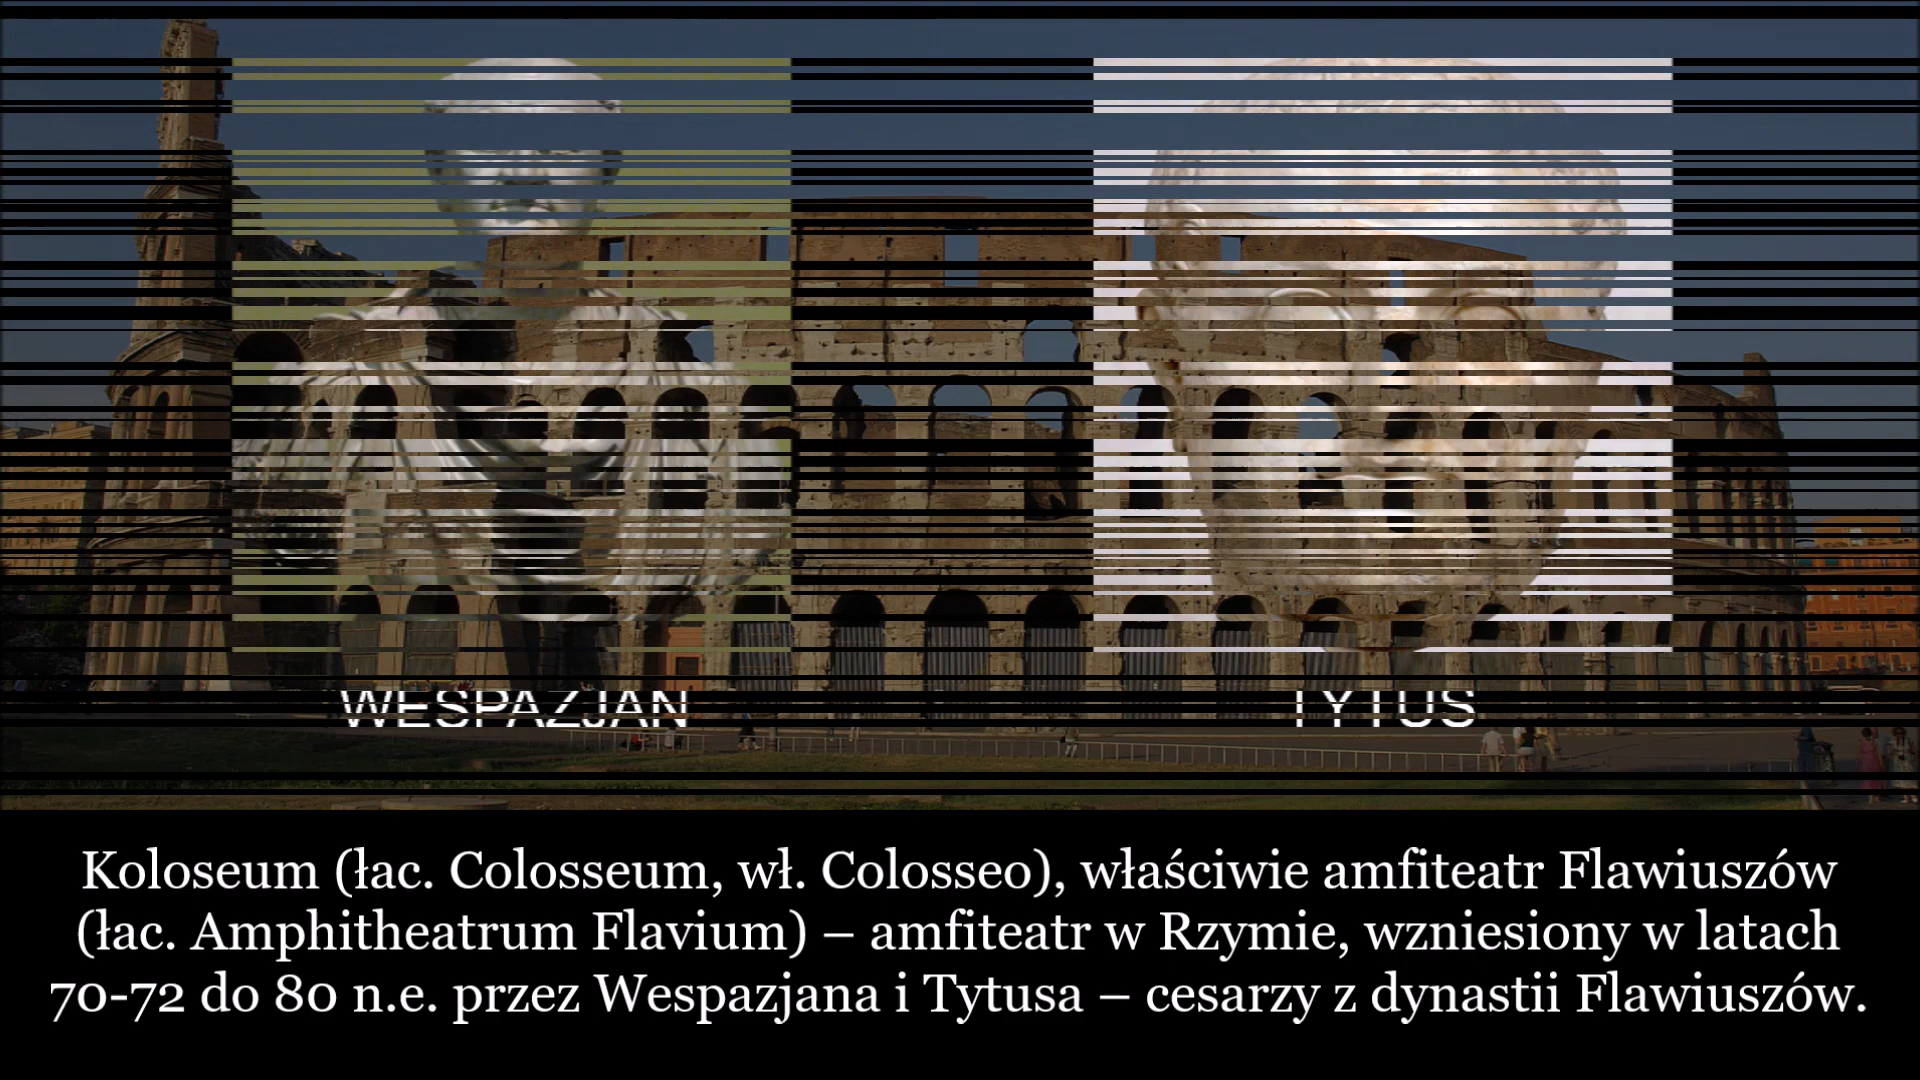 WESPAZJAN
TYTUS
Koloseum (łac. Colosseum, wł. Colosseo), właściwie amfiteatr Flawiuszów
(łac. Amphitheatrum Flavium) – amfiteatr w Rzymie, wzniesiony w latach
70-72 do 80 n.e. przez Wespazjana i Tytusa – cesarzy z dynastii Flawiuszów.